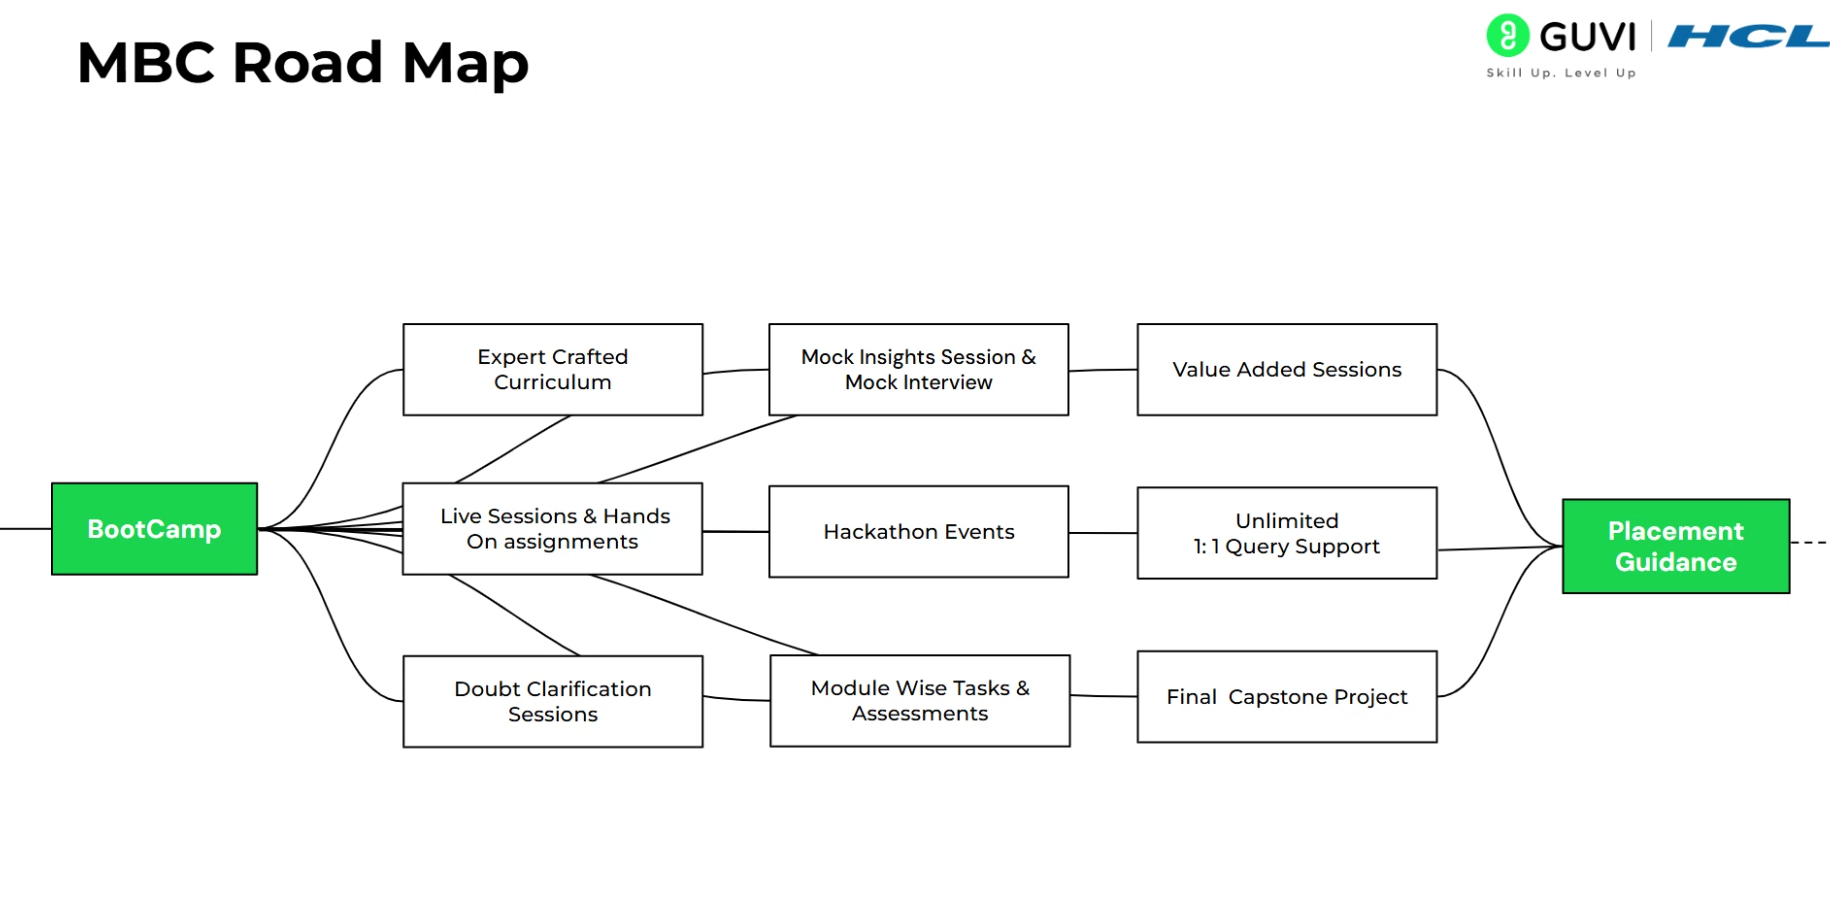 MBC Road Map
GUVI
HCL
Skill Up. Level Up
Expert Crafted
Curriculum
Mock Insights Session &
Mock Interview
Value Added Sessions
BootCamp
Live Sessions & Hands
On assignments
Hackathon Events
Unlimited
1: 1 Query Support
Placement
Guidance
Doubt Clarification
Sessions
Module Wise Tasks &
Assessments
Final  Capstone Project